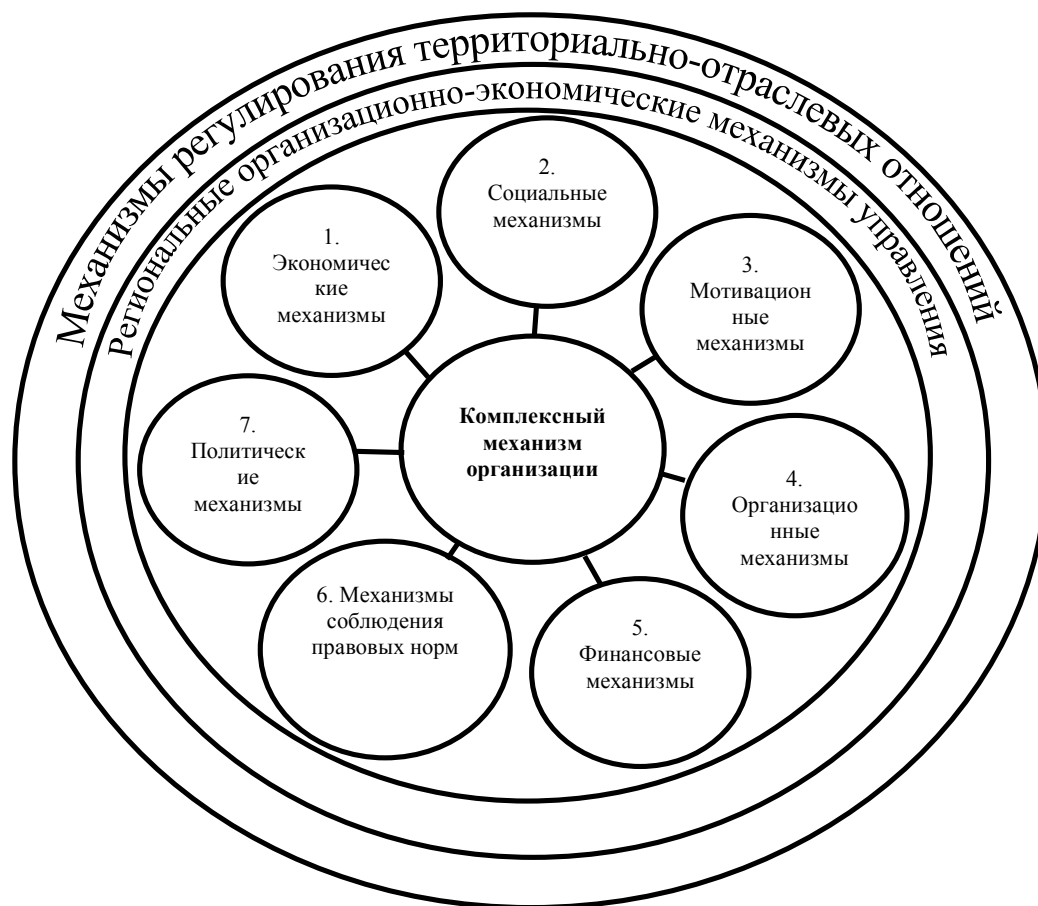 Механизмы регулирования территориально-отраслевых отношений
Региональные организационно-экономические механизмы управления
1.
Экономичес
кие
механизмы
2.
Социальные
механизмы
3.
Мотивацион
ные
механизмы
4.
Организацио
нные
механизмы
5.
Финансовые
механизмы
6. Механизмы
соблюдения
правовых норм
7.
Политическ
ие
механизмы
Комплексный
механизм
организации